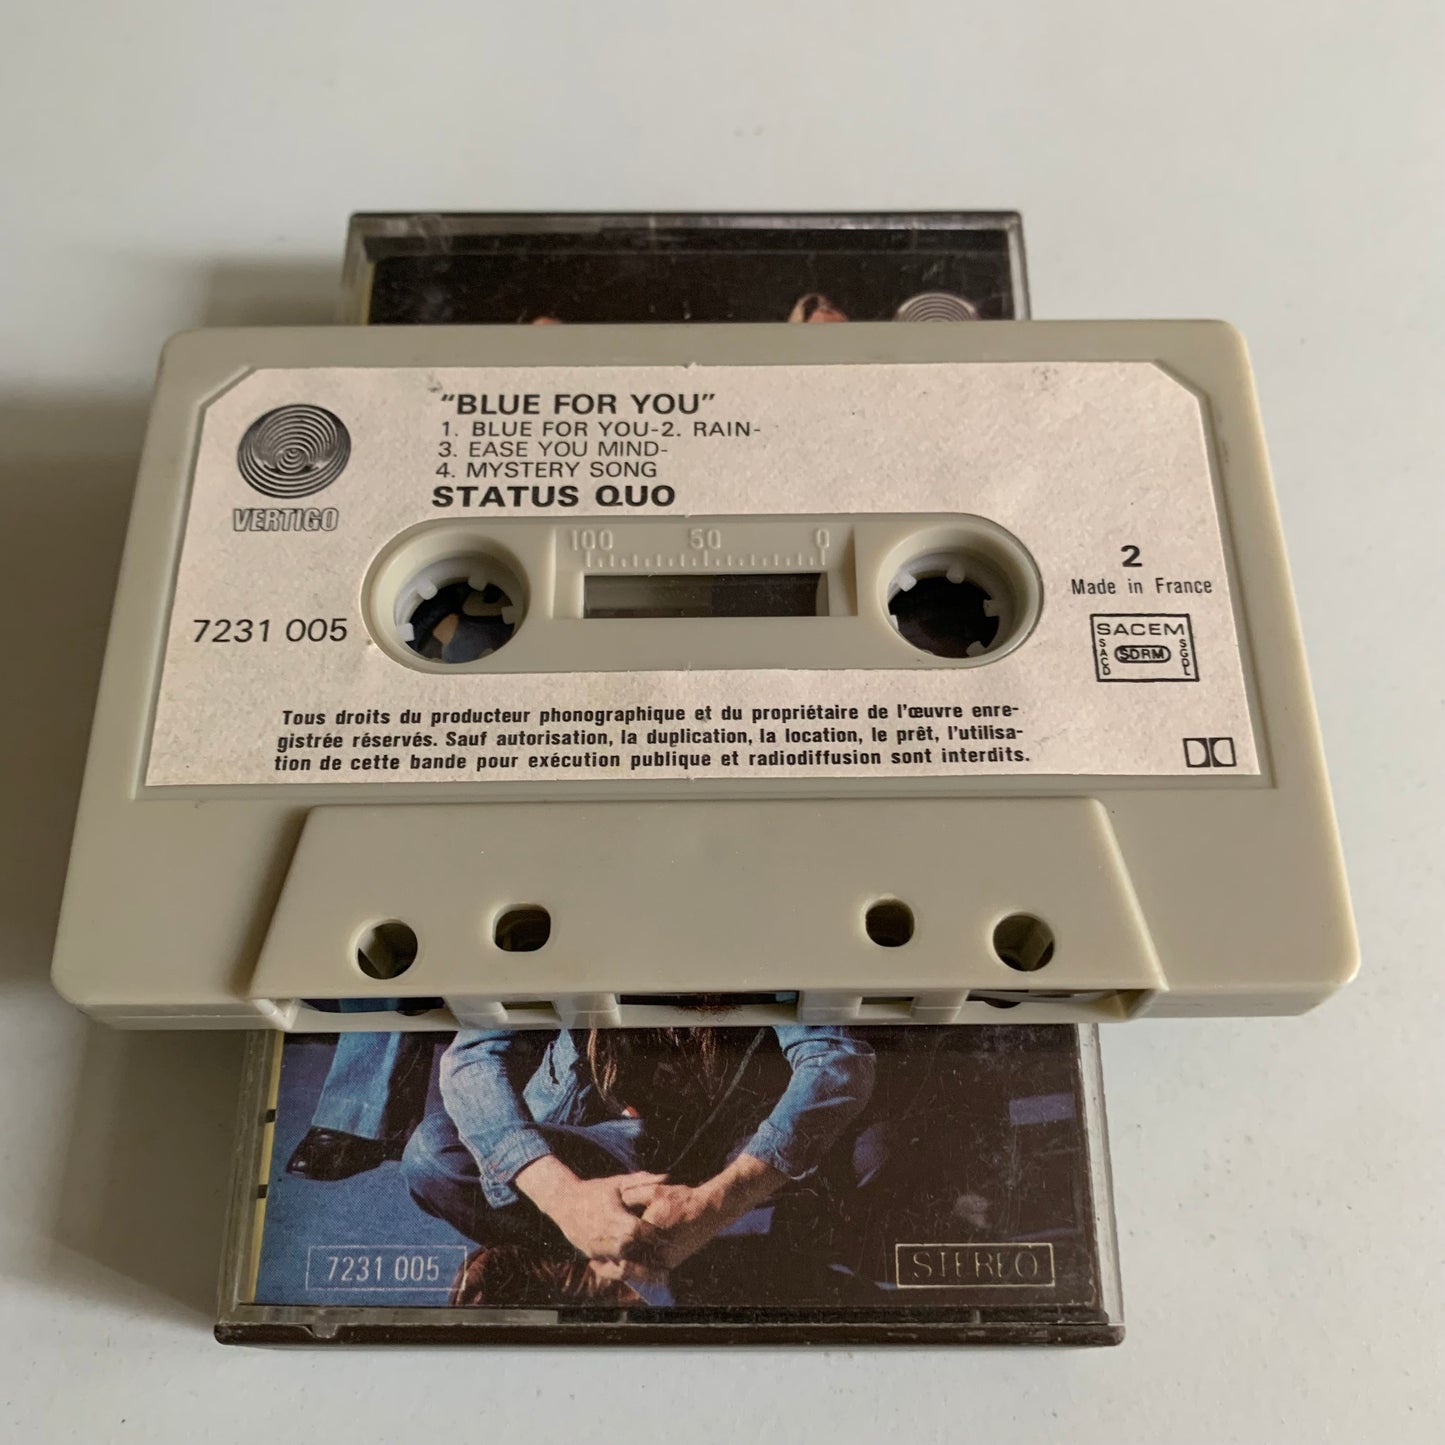 "BLUE FOR YOU"
1. BLUE FOR YOU-2. RAIN-
3. EASE YOU MIND-
4. MYSTERY SONG
STATUS QUO
VERTIGO
100 50 0
2
Made in France
7231 005
SACEM
SACD
SDRM
SGDL
Tous droits du producteur phonographique et du propriétaire de l'œuvre enre-
gistrée réservés. Sauf autorisation, la duplication, la location, le prêt, l'utilisa-
tion de cette bande pour exécution publique et radiodiffusion sont interdits.
7231 005
STEREO